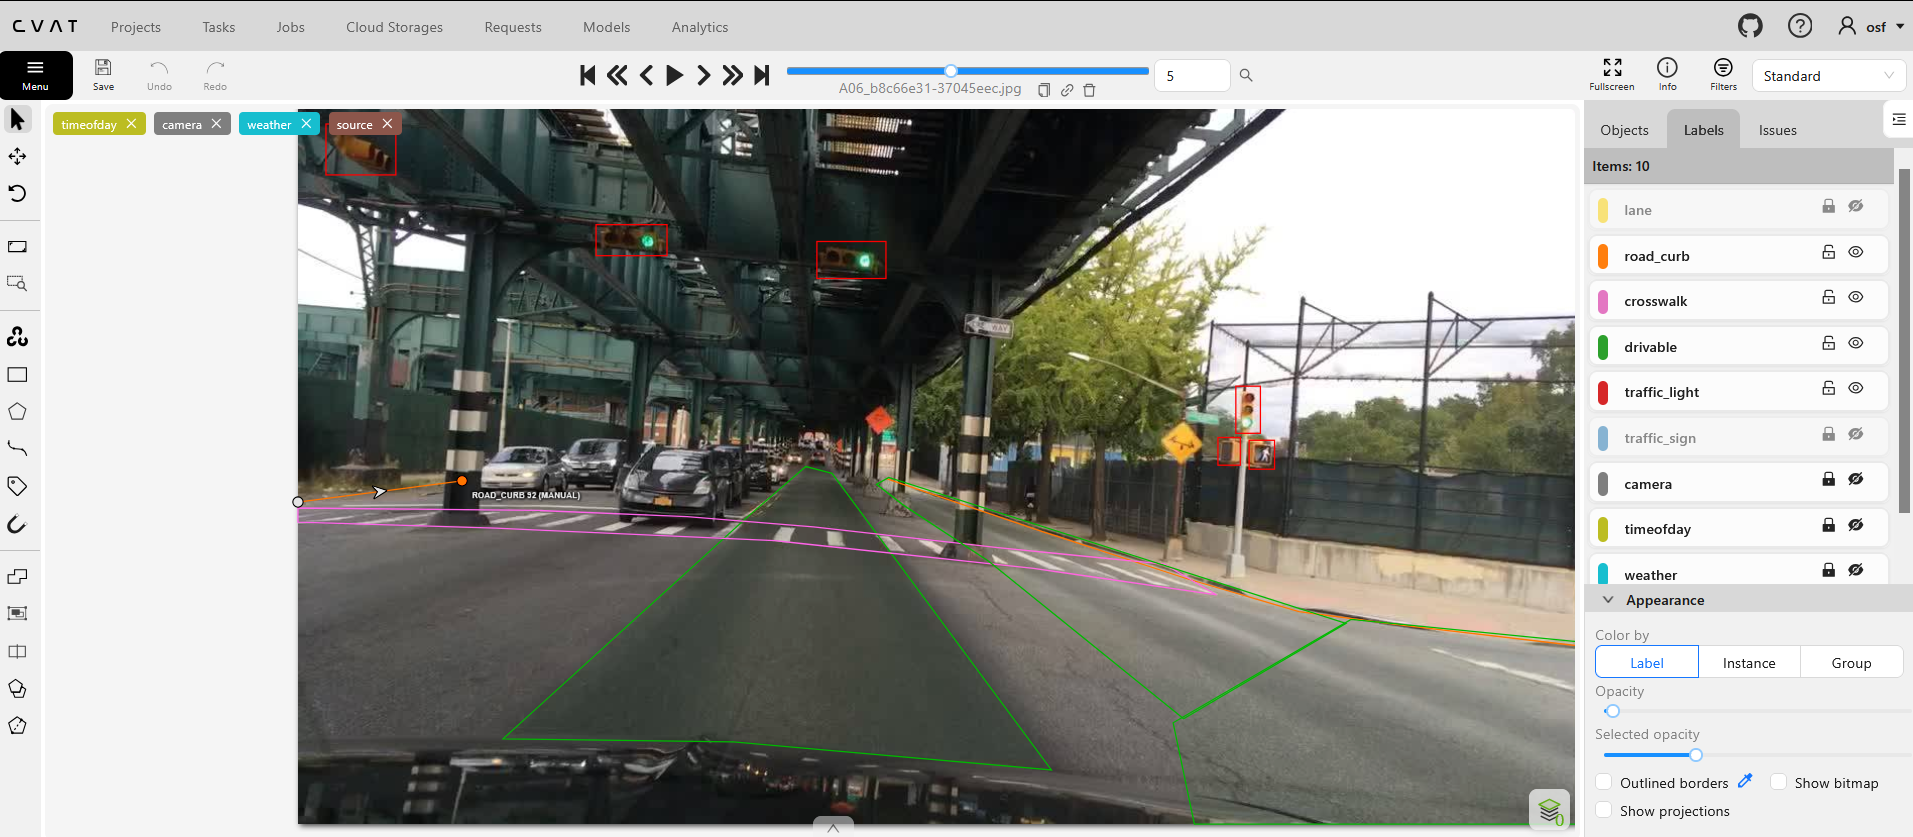 CVAT
Projects
Tasks
Jobs
Cloud Storages
Requests
Models
Analytics
osf
Menu
Save
Undo
Redo
A06_b8c66e31-37045eec.jpg
5
Fullscreen
Info
Filters
Standard
timeofday
camera
weather
source
Objects
Labels
Issues
Items: 10
lane
road_curb
crosswalk
drivable
traffic_light
traffic_sign
camera
timeofday
weather
WAY
ROAD_CURB 92 (MANUAL)
Appearance
Color by
Label
Instance
Group
Opacity
Selected opacity
Outlined borders
Show bitmap
Show projections
0